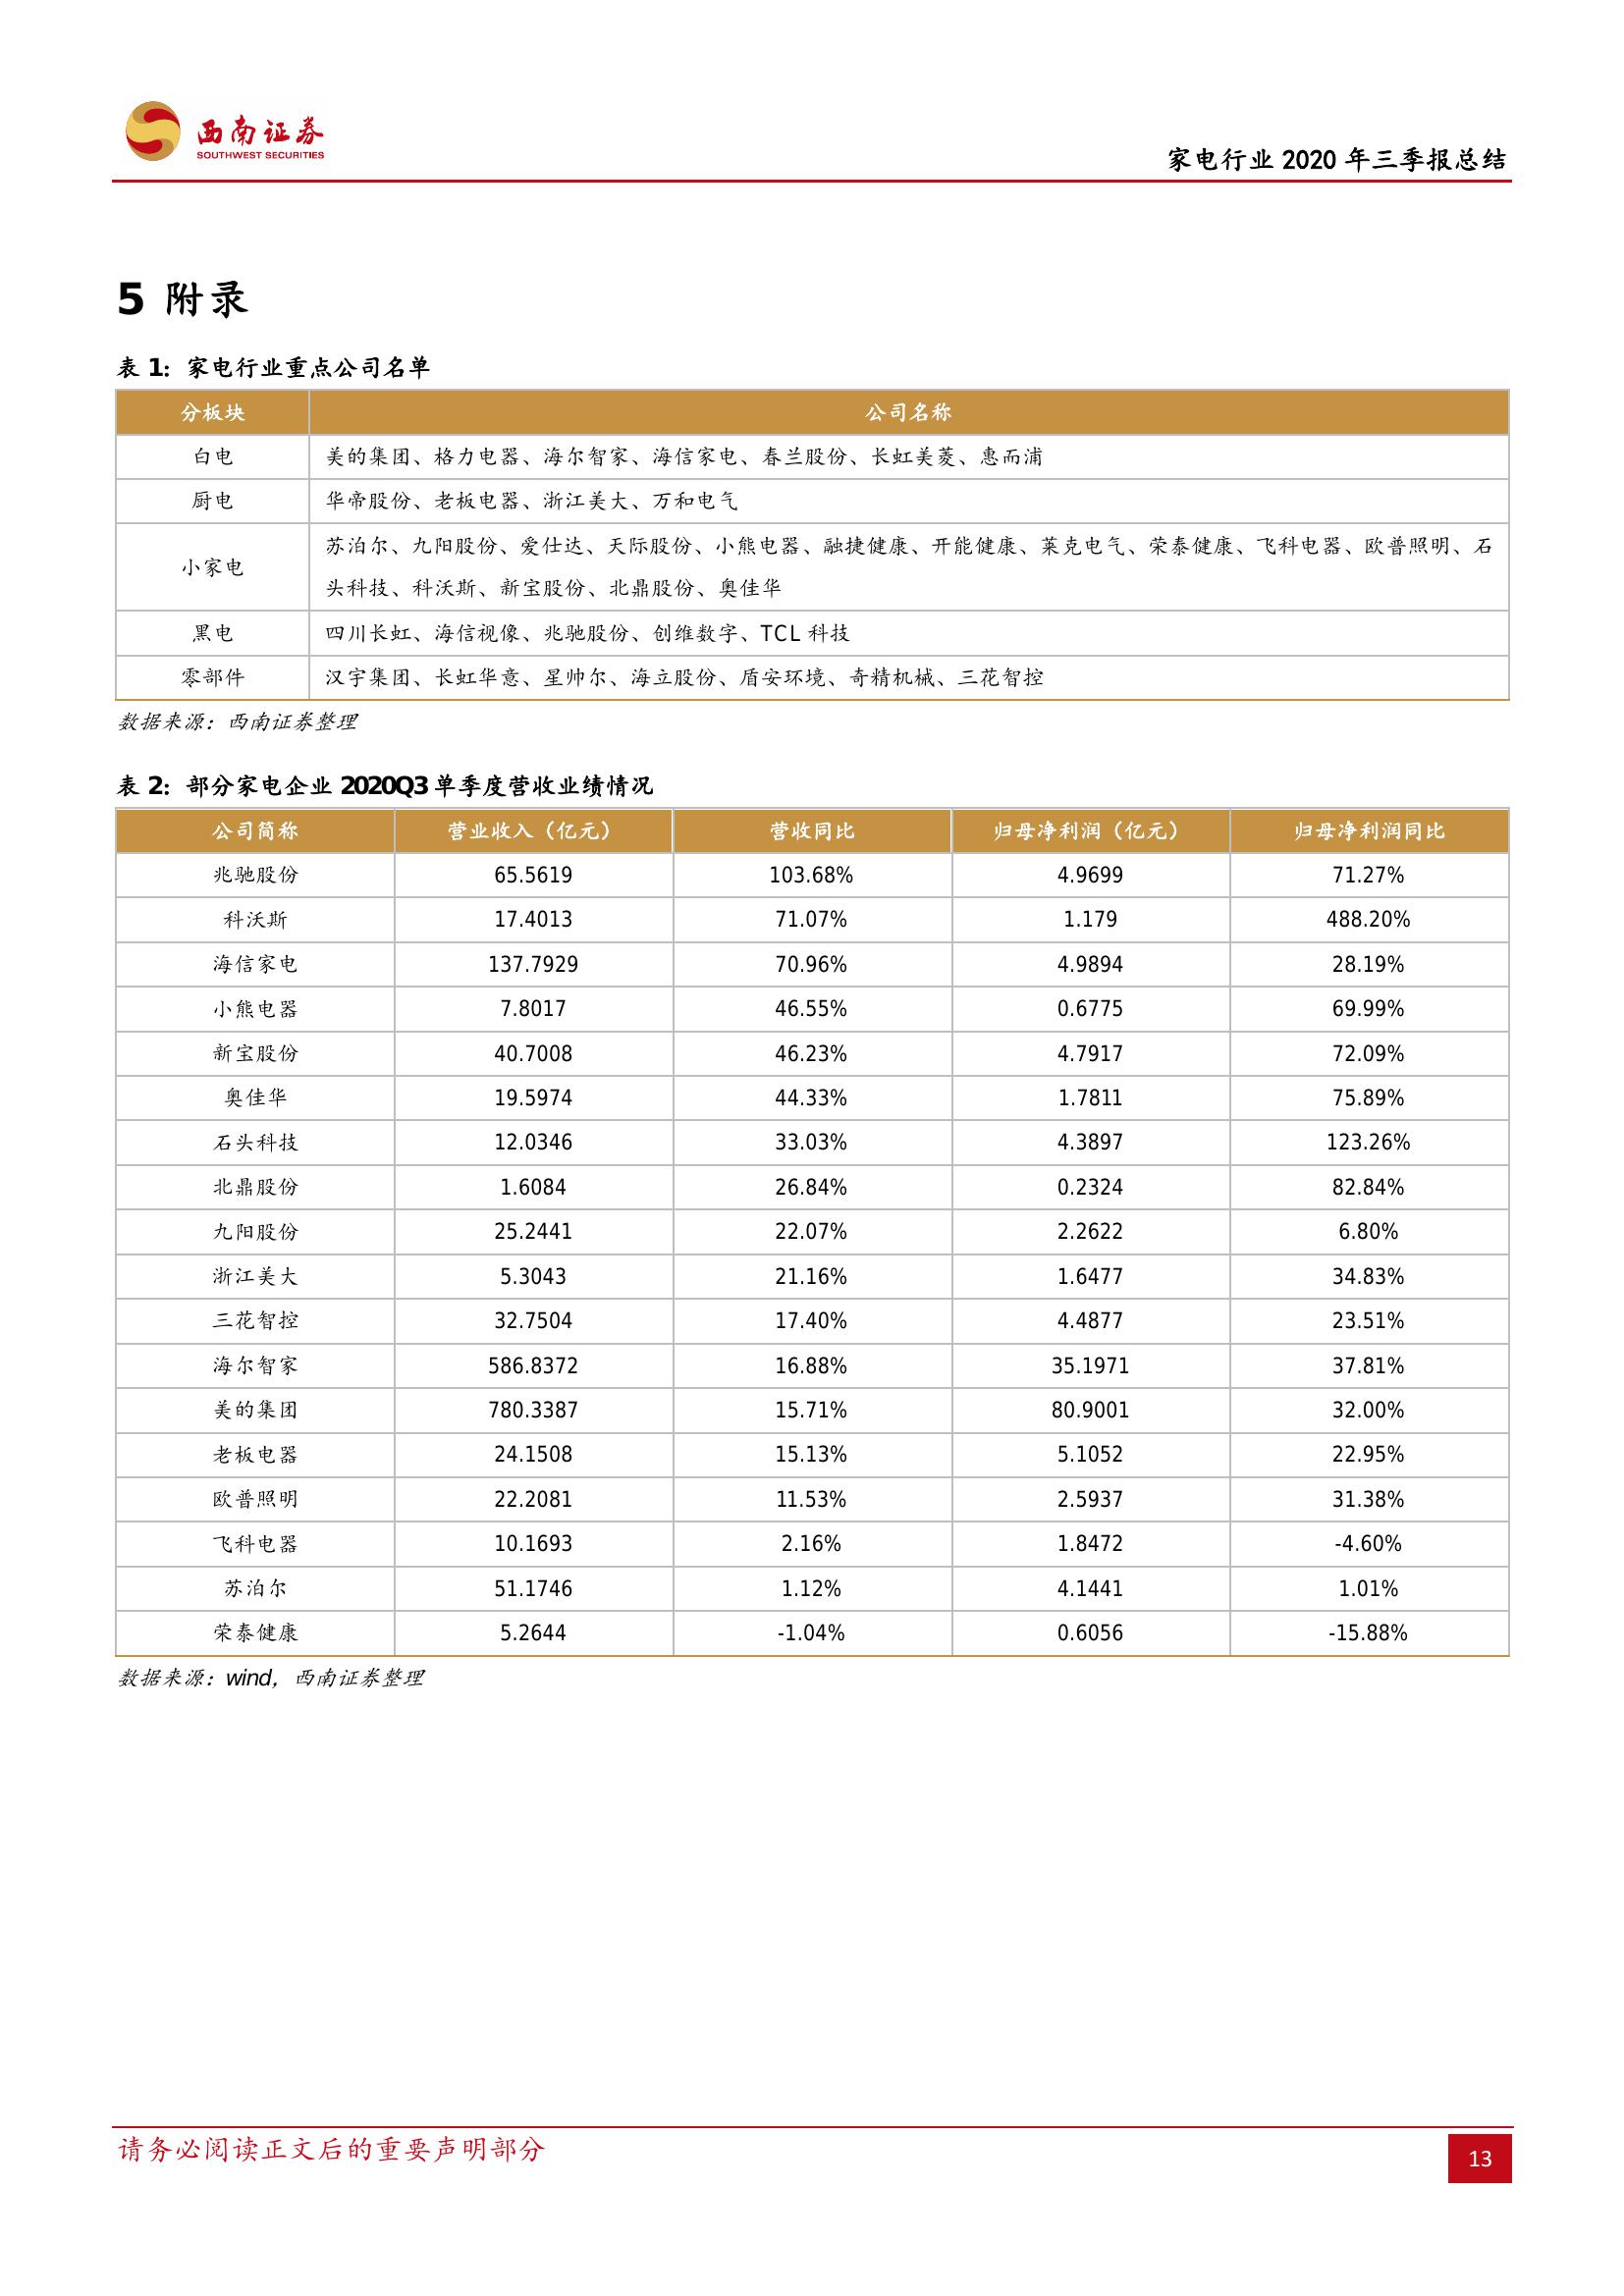 西南证券
SOUTHWEST SECURITIES
家电行业 2020 年三季报总结
5 附录
表 1：家电行业重点公司名单
分板块 公司名称
白电 美的集团、格力电器、海尔智家、海信家电、春兰股份、长虹美菱、惠而浦
厨电 华帝股份、老板电器、浙江美大、万和电气
小家电 苏泊尔、九阳股份、爱仕达、天际股份、小熊电器、融捷健康、开能健康、莱克电气、荣泰健康、飞科电器、欧普照明、石
头科技、科沃斯、新宝股份、北鼎股份、奥佳华
黑电 四川长虹、海信视像、兆驰股份、创维数字、TCL 科技
零部件 汉宇集团、长虹华意、星帅尔、海立股份、盾安环境、奇精机械、三花智控
数据来源：西南证券整理
表 2：部分家电企业 2020Q3 单季度营收业绩情况
公司简称 营业收入（亿元） 营收同比 归母净利润（亿元） 归母净利润同比
兆驰股份 65.5619 103.68% 4.9699 71.27%
科沃斯 17.4013 71.07% 1.179 488.20%
海信家电 137.7929 70.96% 4.9894 28.19%
小熊电器 7.8017 46.55% 0.6775 69.99%
新宝股份 40.7008 46.23% 4.7917 72.09%
奥佳华 19.5974 44.33% 1.7811 75.89%
石头科技 12.0346 33.03% 4.3897 123.26%
北鼎股份 1.6084 26.84% 0.2324 82.84%
九阳股份 25.2441 22.07% 2.2622 6.80%
浙江美大 5.3043 21.16% 1.6477 34.83%
三花智控 32.7504 17.40% 4.4877 23.51%
海尔智家 586.8372 16.88% 35.1971 37.81%
美的集团 780.3387 15.71% 80.9001 32.00%
老板电器 24.1508 15.13% 5.1052 22.95%
欧普照明 22.2081 11.53% 2.5937 31.38%
飞科电器 10.1693 2.16% 1.8472 -4.60%
苏泊尔 51.1746 1.12% 4.1441 1.01%
荣泰健康 5.2644 -1.04% 0.6056 -15.88%
数据来源：wind，西南证券整理
请务必阅读正文后的重要声明部分
13